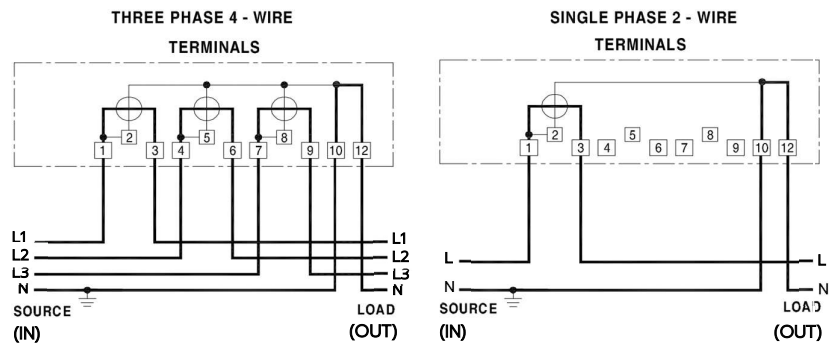 THREE PHASE 4 - WIRE
TERMINALS
2 5 8
1 3 4 6 7 9 10 12
L1 L1
L2 L2
L3 L3
N N
SOURCE LOAD
(IN) (OUT)
SINGLE PHASE 2 - WIRE
TERMINALS
2 5 8
1 3 4 6 7 9 10 12
L L
N N
SOURCE LOAD
(IN) (OUT)